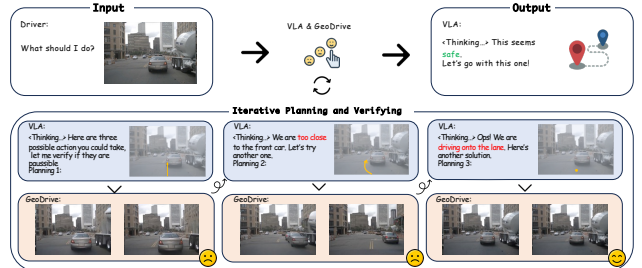 Input
Driver:
What should I do?
VLA & GeoDrive
Output
VLA:
<Thinking...> This seems
safe.
Let's go with this one!
Iterative Planning and Verifying
VLA:
<Thinking...> Here are three
possible action you could take,
let me verify if they are
paussible
Planning 1:
VLA:
<Thinking...> We are too close
to the front car. Let's try
another one.
Planning 2:
VLA:
<Thinking...> Ops! We are
driving onto the lane. Here's
another solution.
Planning 3:
GeoDrive:
GeoDrive:
GeoDrive: